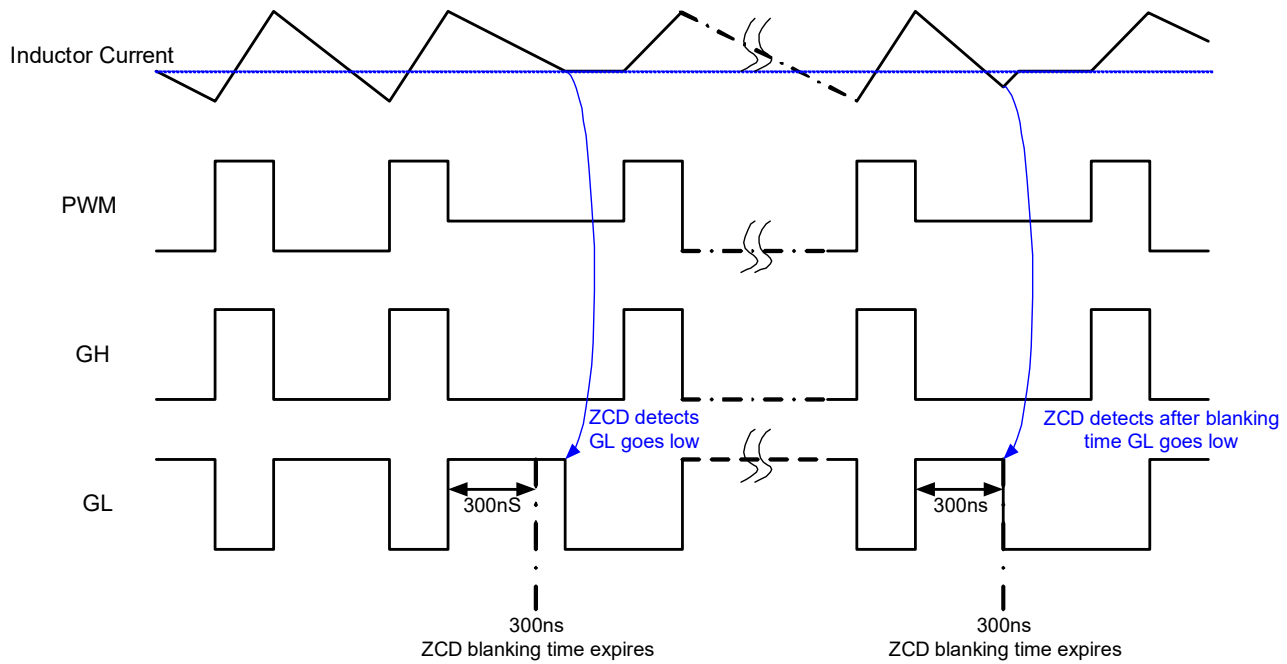 Inductor Current
PWM
GH
ZCD detects
GL goes low
ZCD detects after blanking
time GL goes low
GL
300nS
300ns
300ns
ZCD blanking time expires
300ns
ZCD blanking time expires